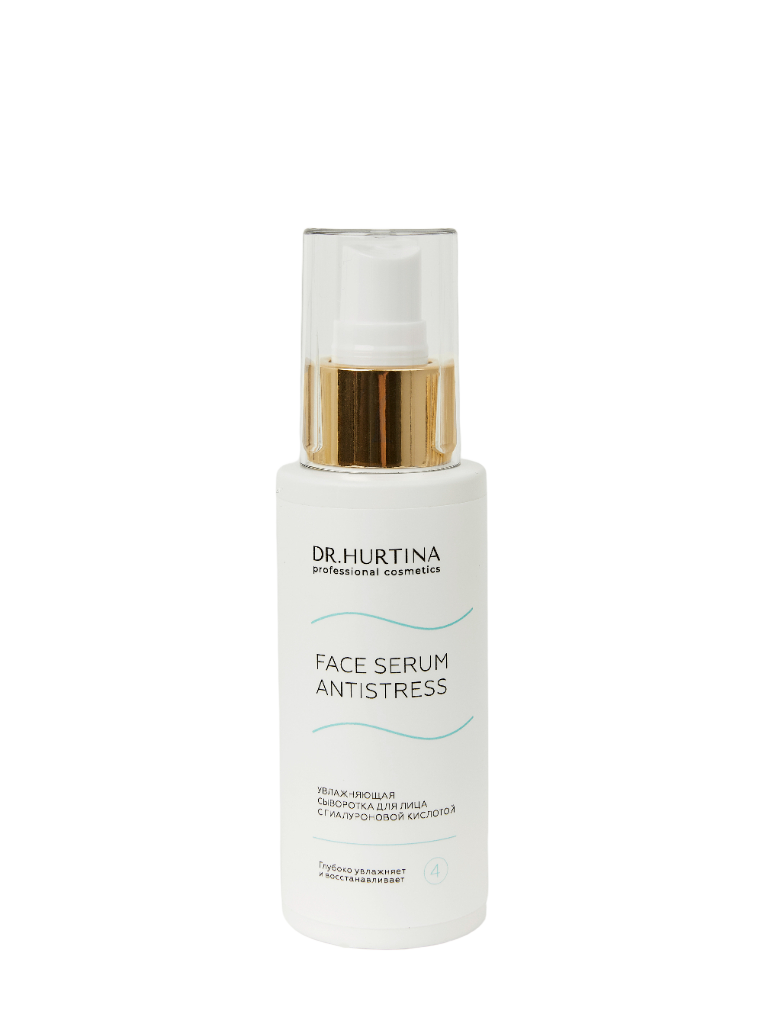 DR.HURTINA
professional cosmetics
FACE SERUM
ANTISTRESS
УВЛАЖНЯЮЩАЯ
СЫВОРОТКА ДЛЯ ЛИЦА
С ГИАЛУРОНОВОЙ КИСЛОТОЙ
Глубоко увлажняет
и восстанавливает
4